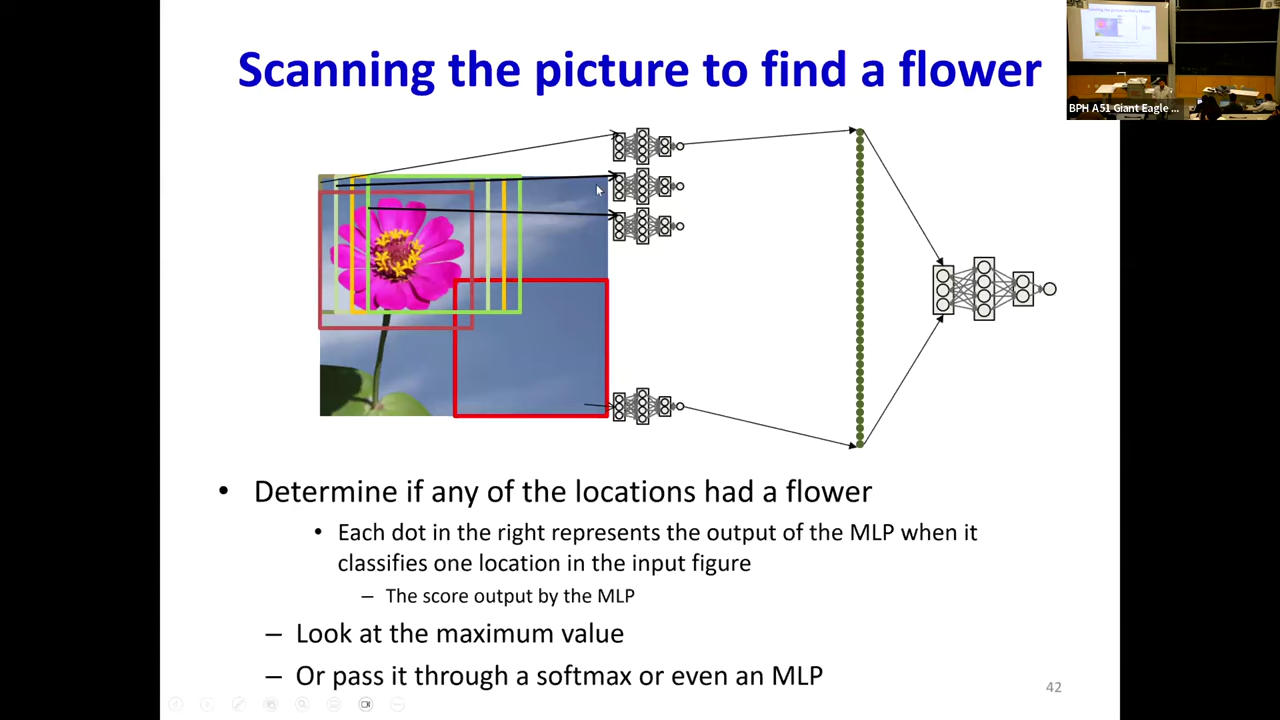 Scanning the picture to find a flower
BPH A51 Giant Eagle ...
• Determine if any of the locations had a flower
• Each dot in the right represents the output of the MLP when it
classifies one location in the input figure
– The score output by the MLP
– Look at the maximum value
– Or pass it through a softmax or even an MLP
42